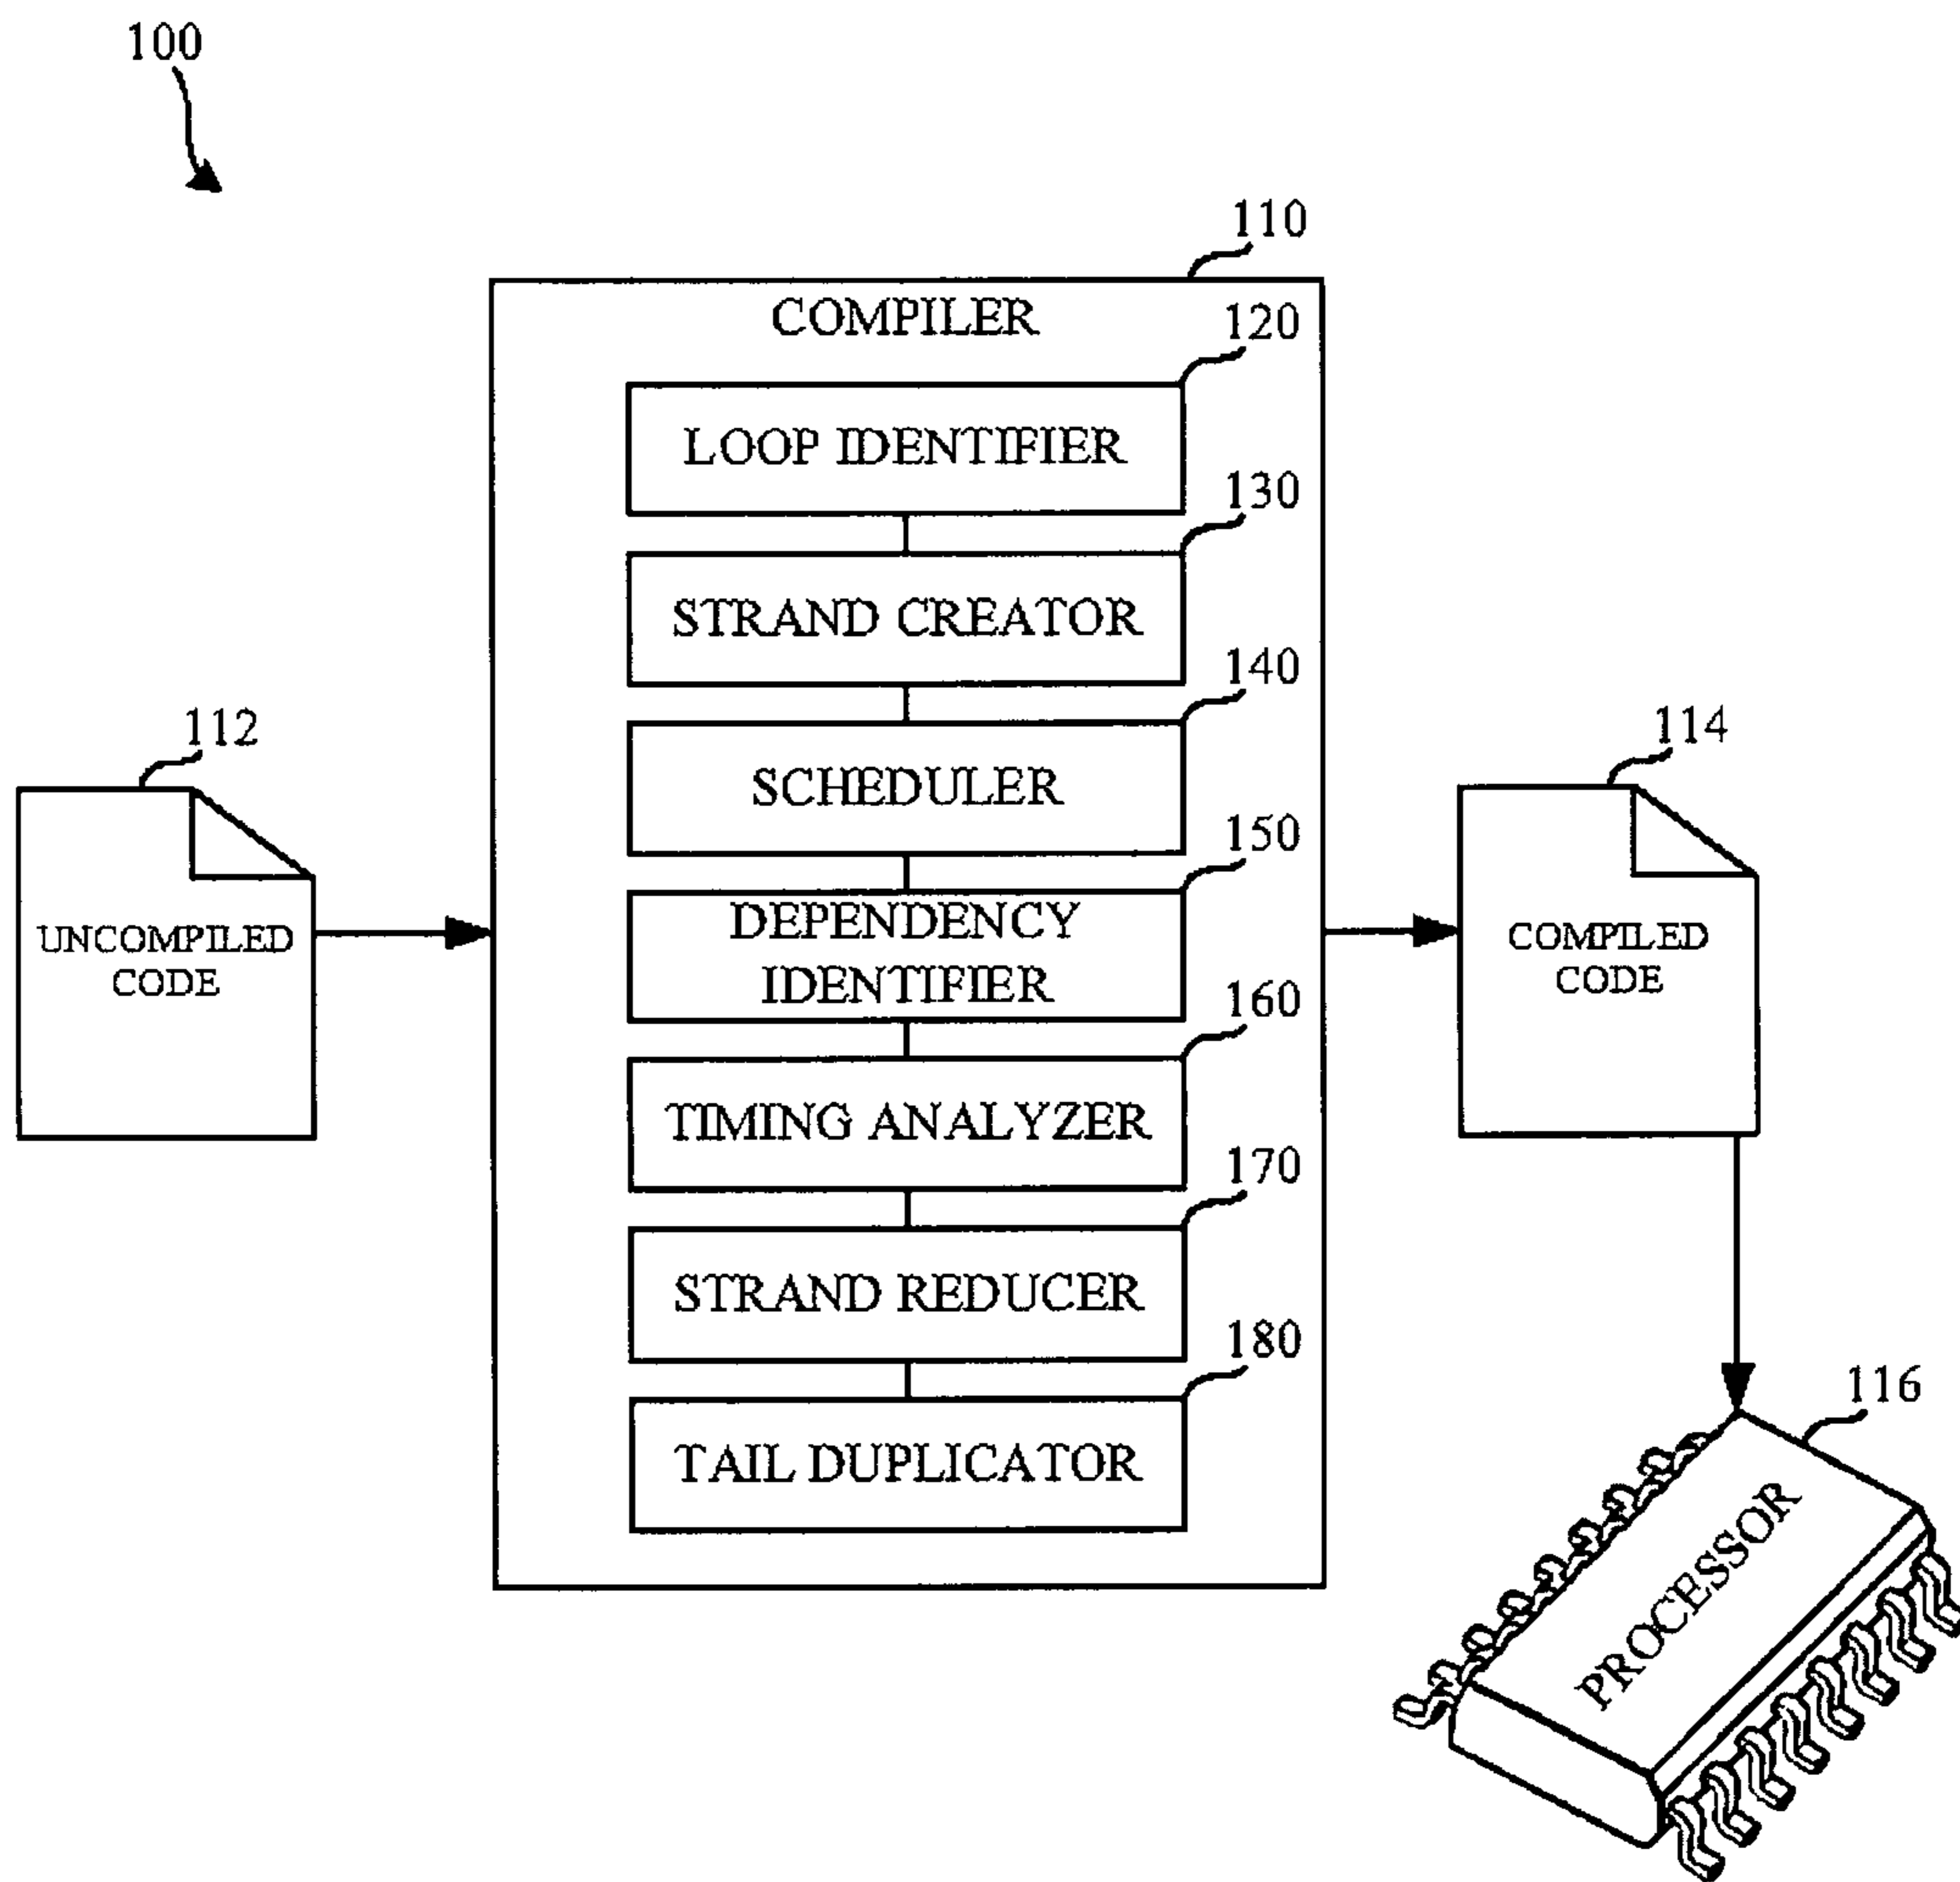 100
110
COMPILER
120
LOOP IDENTIFIER
130
STRAND CREATOR
140
SCHEDULER
112
UNCOMPILED
CODE
150
DEPENDENCY
IDENTIFIER
114
COMPILED
CODE
160
TIMING ANALYZER
170
STRAND REDUCER
180
TAIL DUPLICATOR
116
PROCESSOR